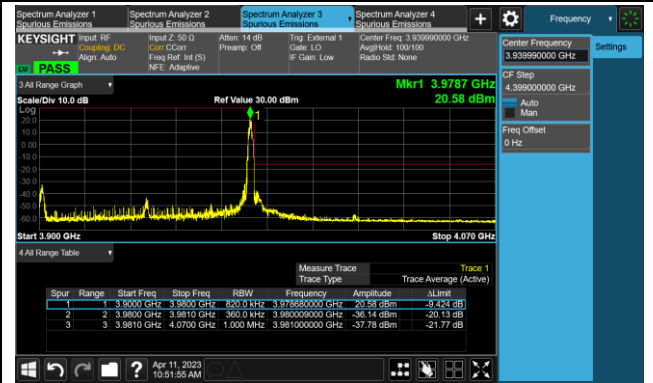 Spectrum Analyzer 1
Spurious Emissions
Spectrum Analyzer 2
Spurious Emissions
Spectrum Analyzer 3
Spurious Emissions
Spectrum Analyzer 4
Spurious Emissions
+
Frequency
KEYSIGHT
PASS
Input: RF
Coupling: DC
Align: Auto
Input Z: 50 Ω
Corr CCorr
Freq Ref: Int (S)
NFE: Adaptive
Atten: 14 dB
Preamp: Off
Trig: External 1
Gate: LO
IF Gain: Low
Center Freq: 3.939990000 GHz
Avg|Hold: 100/100
Radio Std: None
Center Frequency
3.939990000 GHz
Settings
CF Step
4.399000000 GHz
Auto
Man
Freq Offset
0 Hz
3 All Range Graph
Mkr1 3.9787 GHz
20.58 dBm
Scale/Div 10.0 dB
Ref Value 30.00 dBm
Log
20.0
10.0
0.0
-10.0
-20.0
-30.0
-40.0
-50.0
-60.0
1
Start 3.900 GHz
Stop 4.070 GHz
4 All Range Table
Measure Trace Trace 1
Trace Type Trace Average (Active)
Spur Range Start Freq Stop Freq RBW Frequency Amplitude ΔLimit
1 1 3.9000 GHz 3.9800 GHz 820.0 kHz 3.978680000 GHz 20.58 dBm -9.424 dB
2 2 3.9800 GHz 3.9810 GHz 360.0 kHz 3.980009000 GHz -36.14 dBm -20.13 dB
3 3 3.9810 GHz 4.0700 GHz 1.000 MHz 3.981000000 GHz -37.78 dBm -21.77 dB
?
Apr 11, 2023
10:51:55 AM